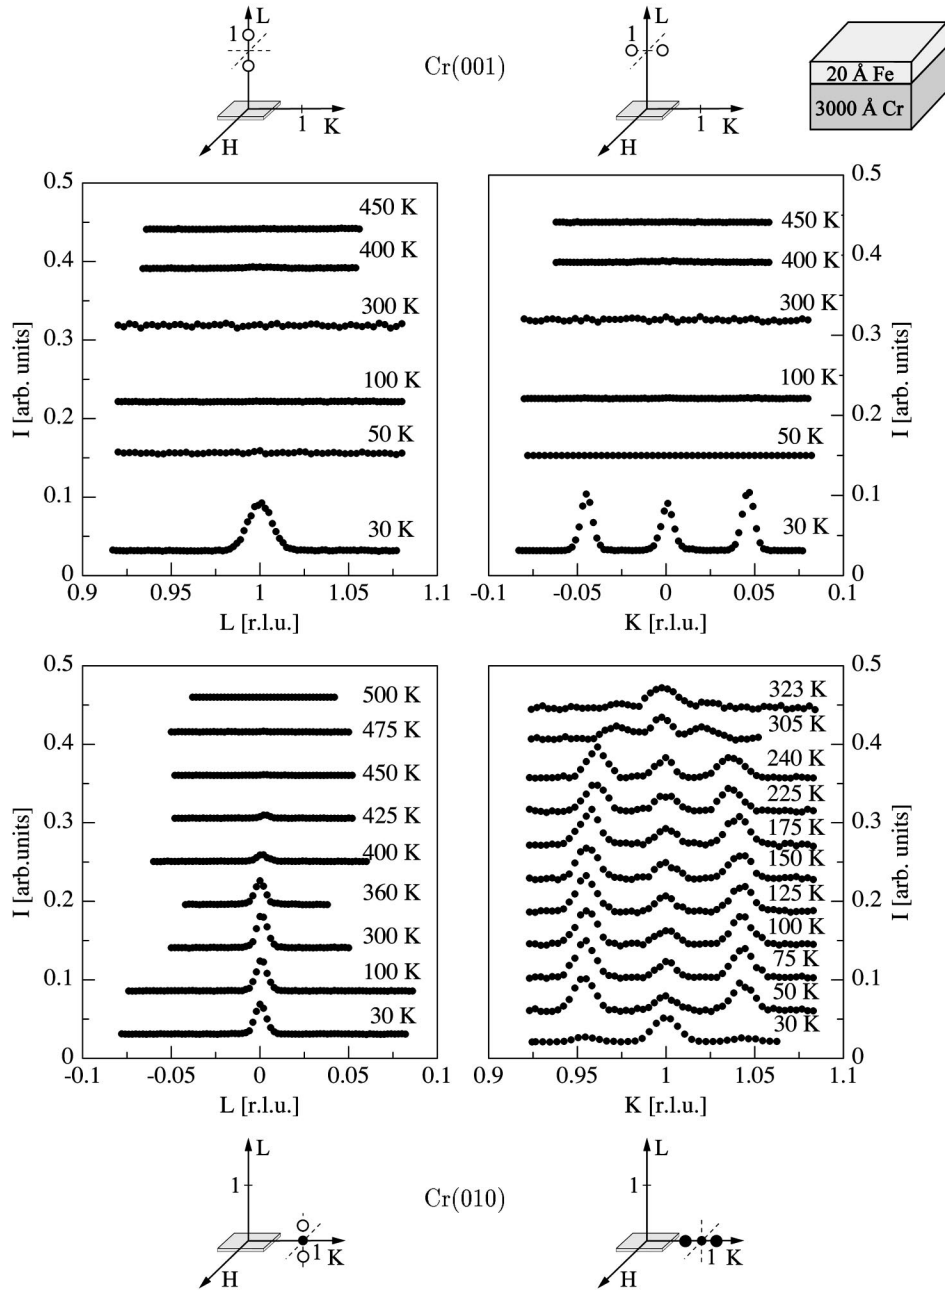 L
1
1
K
H
Cr(001)
L
1
1
K
H
20 Å Fe
3000 Å Cr
0.5
0.4
0.3
0.2
0.1
0
I [arb. units]
450 K
400 K
300 K
100 K
50 K
30 K
0.9
0.95
1
1.05
1.1
L [r.l.u.]
450 K
400 K
300 K
100 K
50 K
30 K
0.5
0.4
0.3
0.2
0.1
0
I [arb. units]
-0.1
-0.05
0
0.05
0.1
K [r.l.u.]
0.5
0.4
0.3
0.2
0.1
0
I [arb.units]
500 K
475 K
450 K
425 K
400 K
360 K
300 K
100 K
30 K
-0.1
-0.05
0
0.05
0.1
L [r.l.u.]
323 K
305 K
240 K
225 K
175 K
150 K
125 K
100 K
75 K
50 K
30 K
0.5
0.4
0.3
0.2
0.1
0
I [arb. units]
0.9
0.95
1
1.05
1.1
K [r.l.u.]
L
1
1
K
H
Cr(010)
L
1
1
K
H